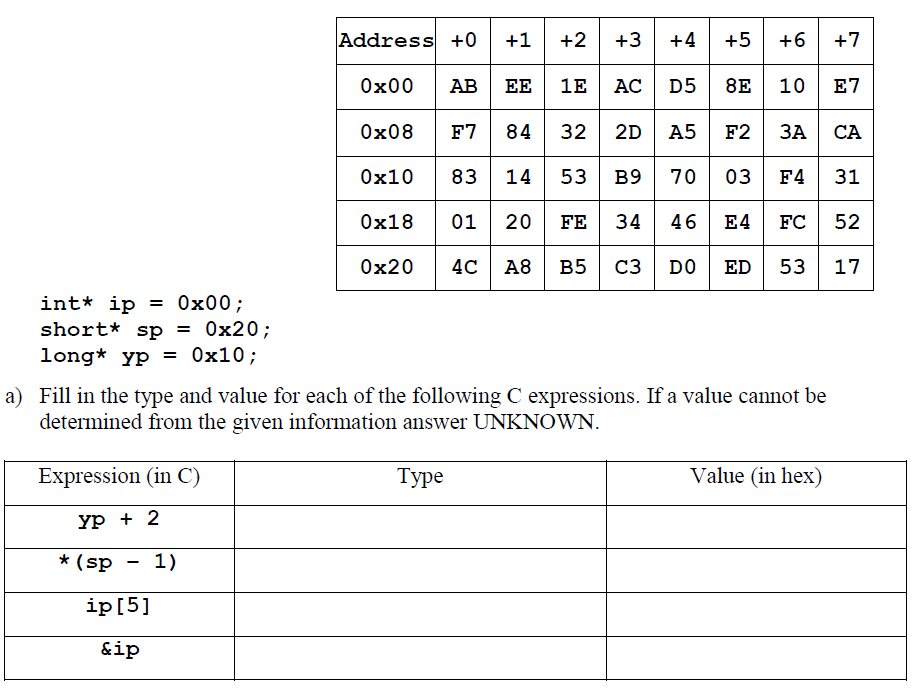 Address +0 +1 +2 +3 +4 +5 +6 +7
0x00 AB EE 1E AC D5 8E 10 E7
0x08 F7 84 32 2D A5 F2 3A CA
0x10 83 14 53 B9 70 03 F4 31
0x18 01 20 FE 34 46 E4 FC 52
0x20 4C A8 B5 C3 D0 ED 53 17
int* ip = 0x00;
short* sp = 0x20;
long* yp = 0x10;
a) Fill in the type and value for each of the following C expressions. If a value cannot be
determined from the given information answer UNKNOWN.
Expression (in C) Type Value (in hex)
yp + 2
*(sp - 1)
ip[5]
&ip